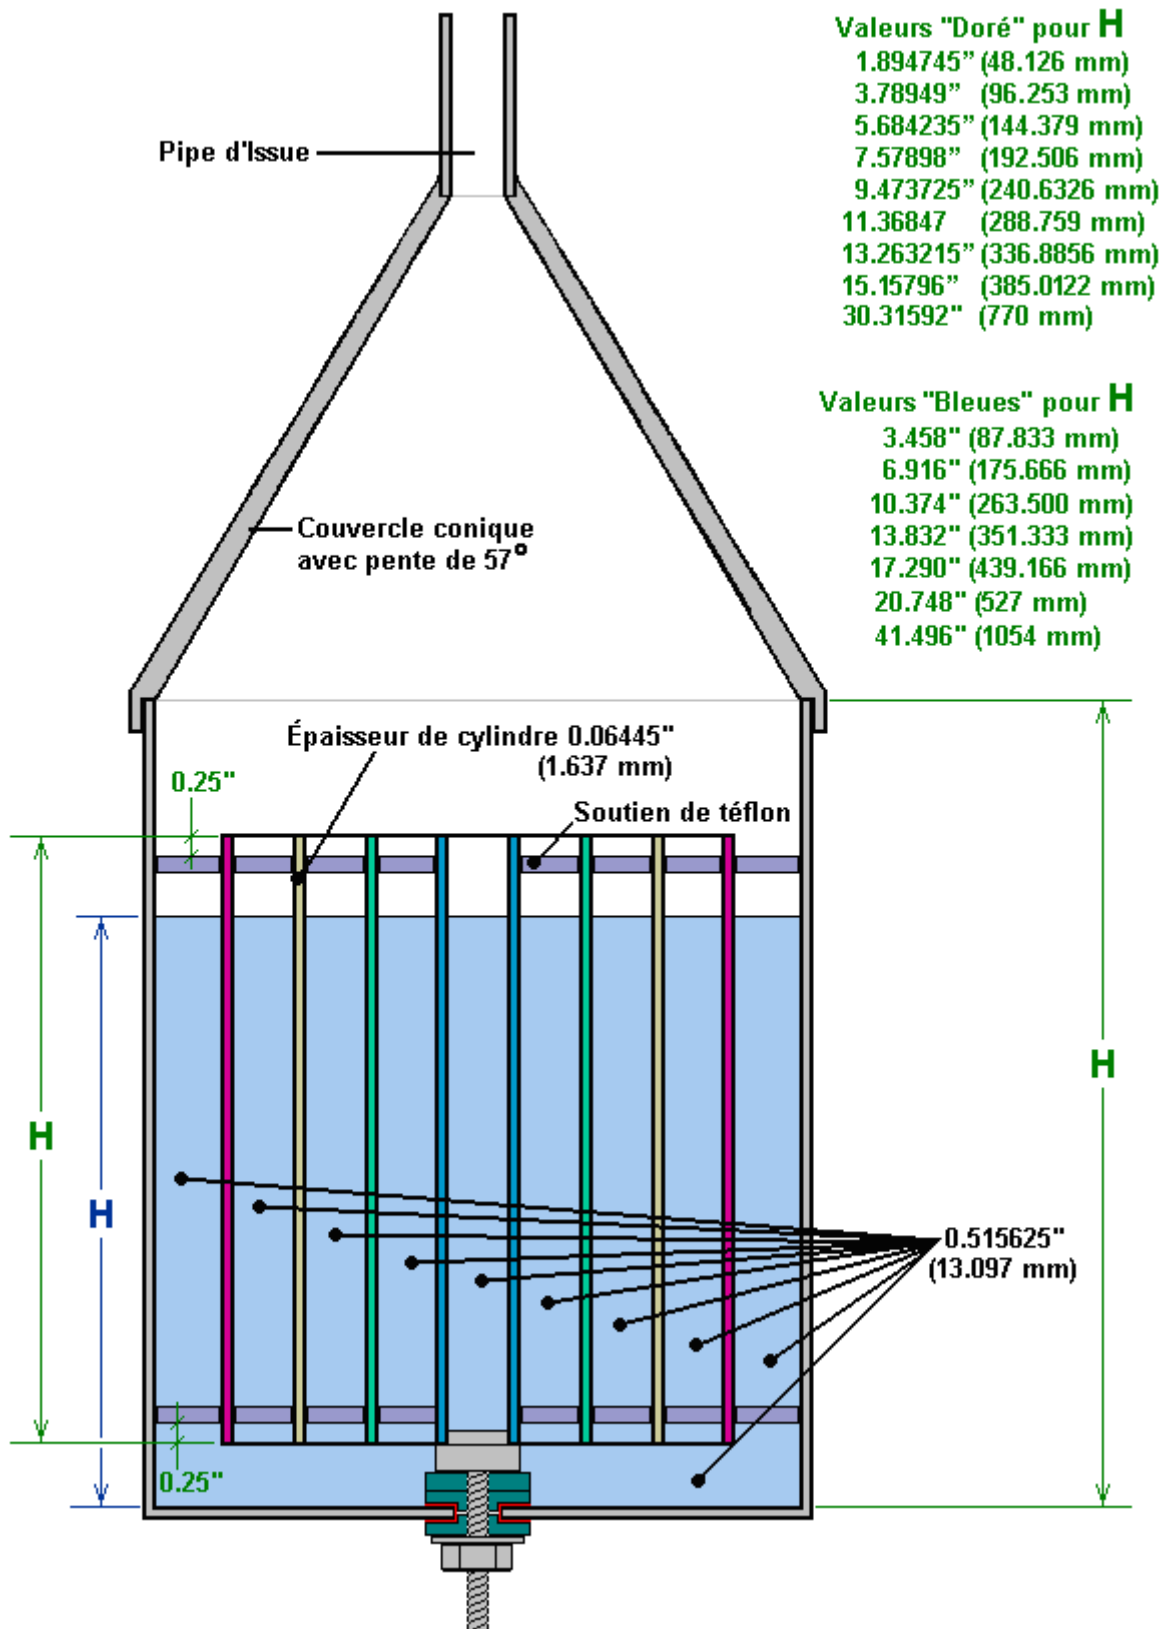 Valeurs "Doré" pour H
1.894745” (48.126 mm)
3.78949” (96.253 mm)
5.684235” (144.379 mm)
7.57898” (192.506 mm)
9.473725” (240.6326 mm)
11.36847 (288.759 mm)
13.263215” (336.8856 mm)
15.15796” (385.0122 mm)
30.31592" (770 mm)
Pipe d'Issue
Valeurs "Bleues" pour H
3.458" (87.833 mm)
6.916" (175.666 mm)
10.374" (263.500 mm)
13.832" (351.333 mm)
17.290" (439.166 mm)
20.748" (527 mm)
41.496" (1054 mm)
Couvercle conique
avec pente de 57°
Épaisseur de cylindre 0.06445"
(1.637 mm)
0.25"
Soutien de téflon
H
H
H
0.515625"
(13.097 mm)
0.25"